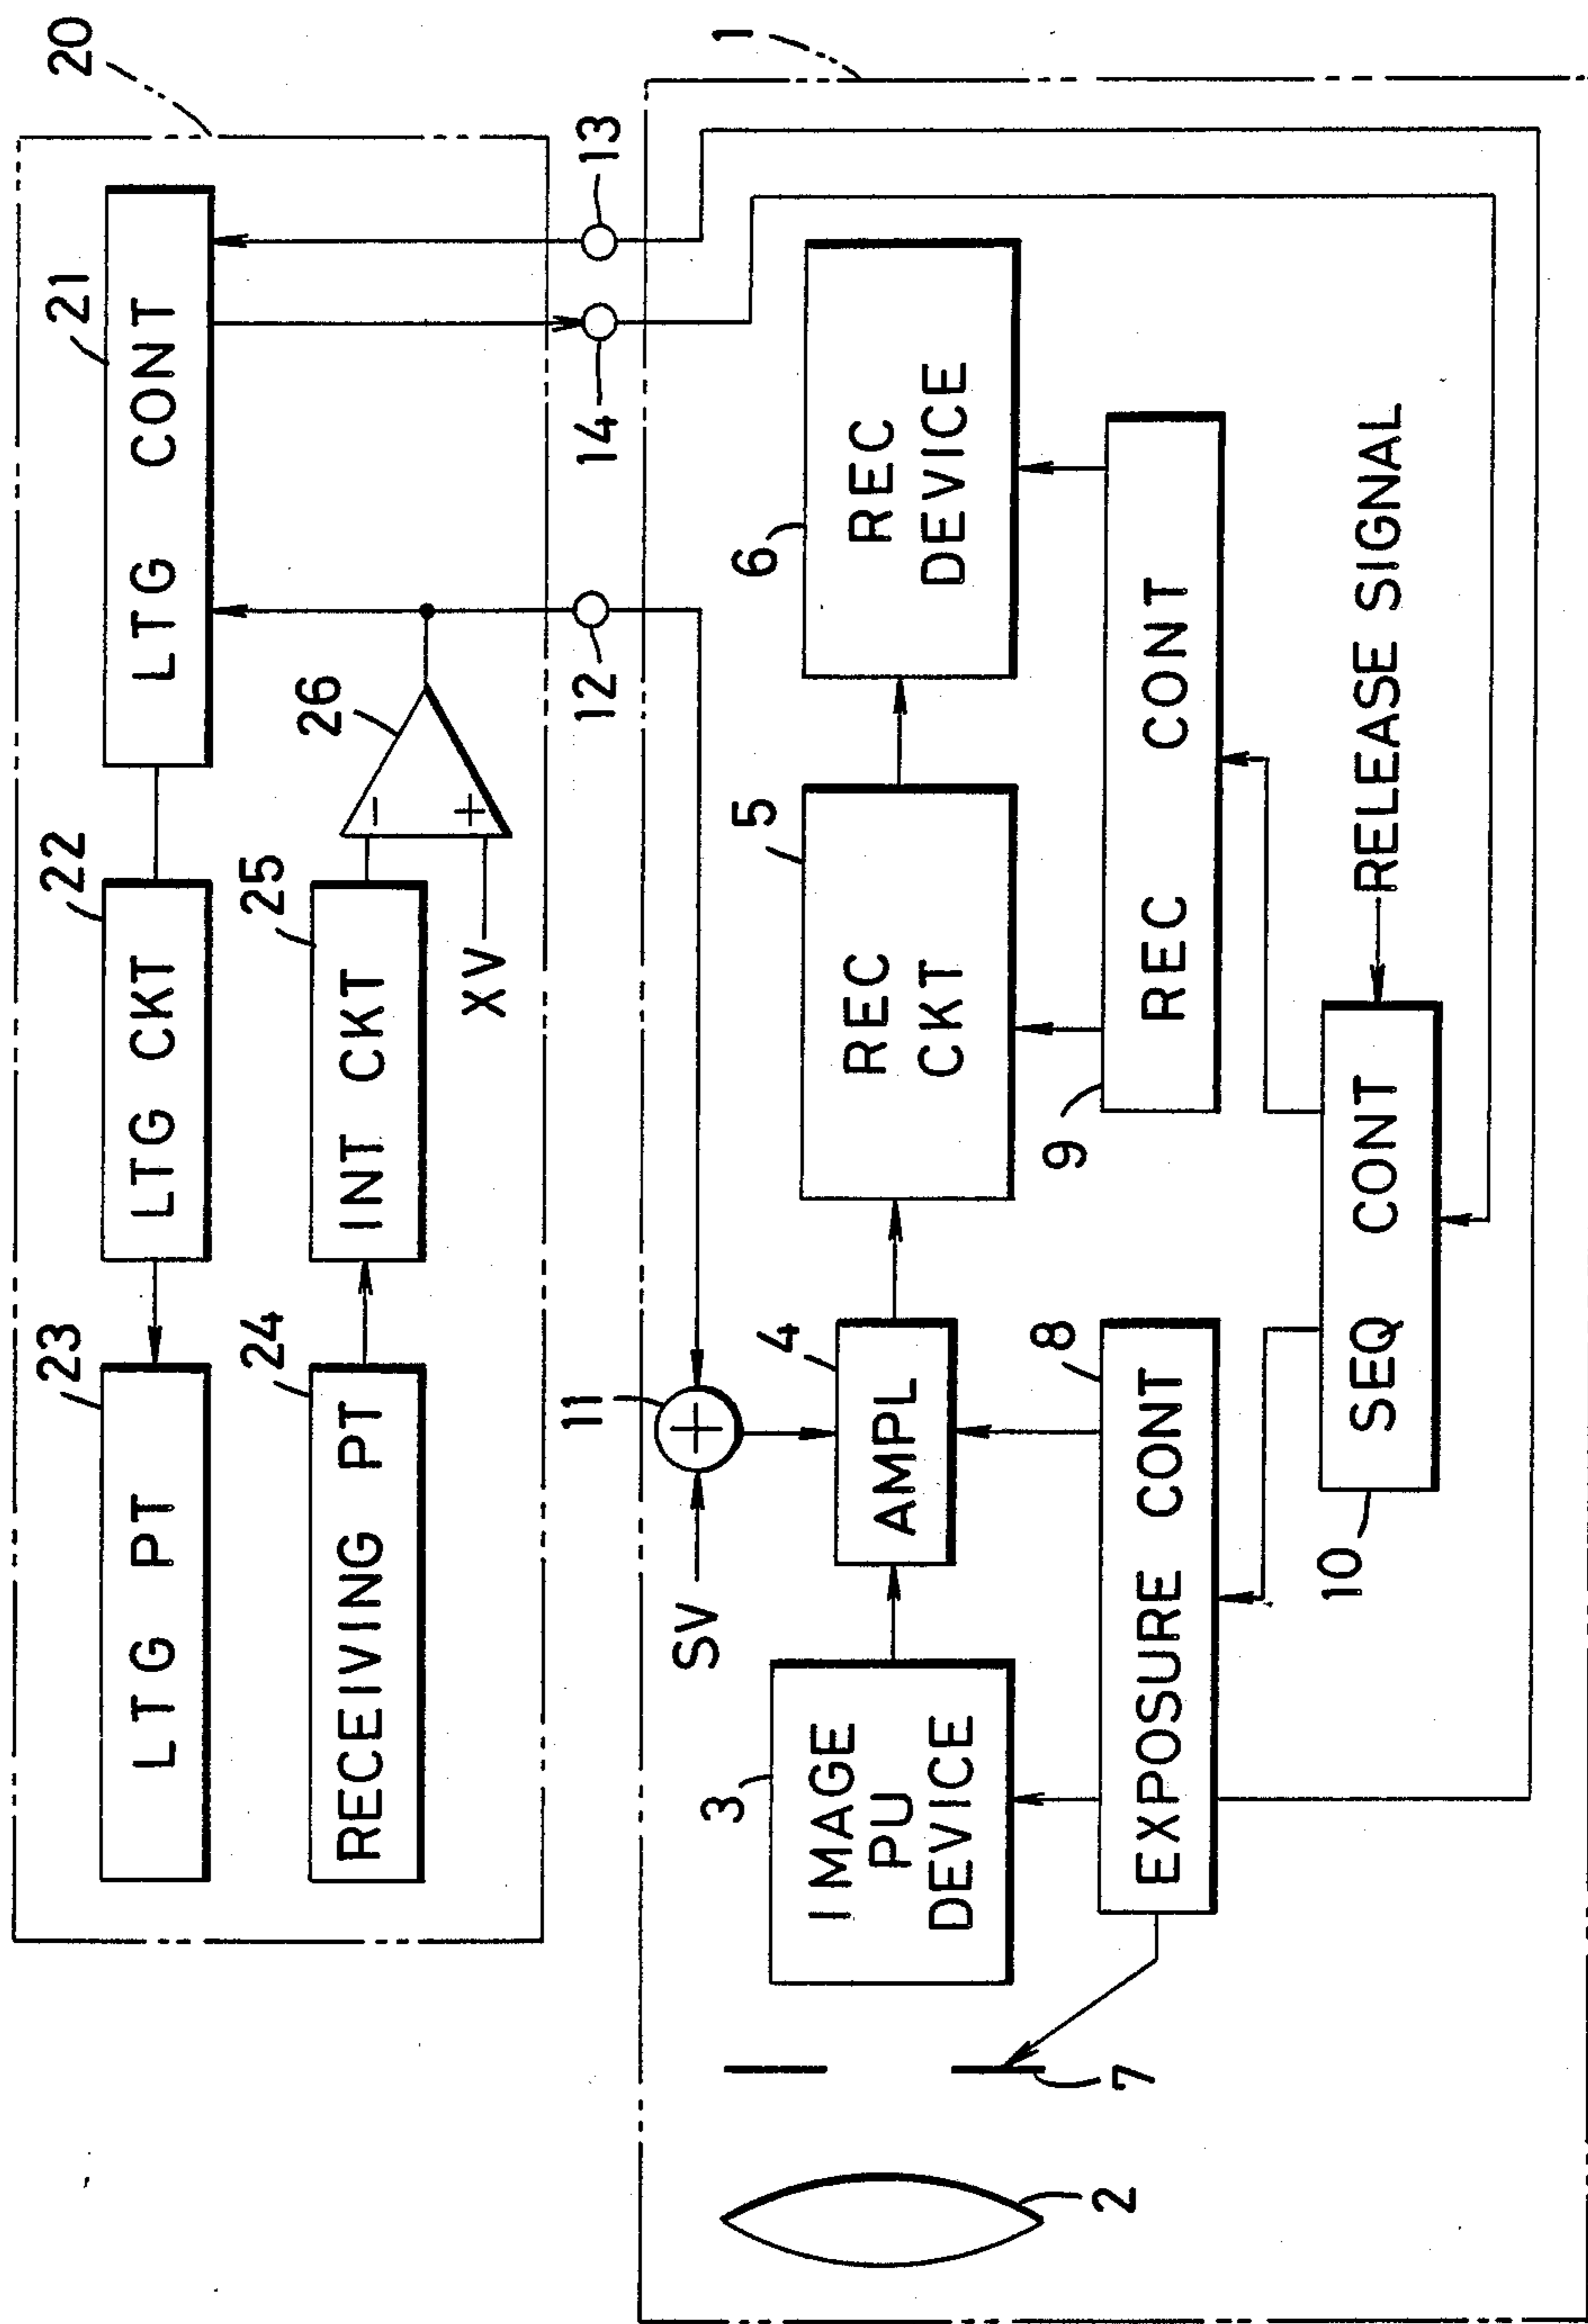 20
21
LTG CONT
22
LTG CKT
23
LTG PT
24
RECEIVING PT
25
INT CKT
26
−
+
XV
13
14
12
1
11
SV
2
7
3
IMAGE
PU
DEVICE
4
AMPL
5
REC
CKT
6
REC
DEVICE
8
EXPOSURE CONT
9
REC CONT
10
SEQ CONT
RELEASE SIGNAL